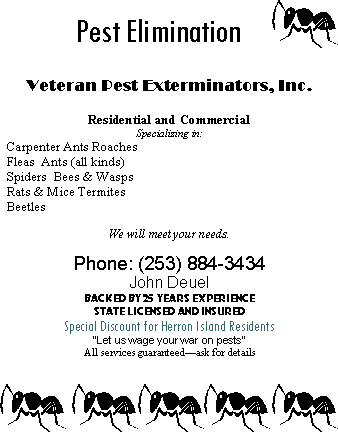 Pest Elimination
Veteran Pest Exterminators, Inc.
Residential and Commercial
Specializing in:
Carpenter Ants Roaches
Fleas Ants (all kinds)
Spiders Bees & Wasps
Rats & Mice Termites
Beetles
We will meet your needs.
Phone: (253) 884-3434
John Deuel
BACKED BY 25 YEARS EXPERIENCE
STATE LICENSED AND INSURED
Special Discount for Herron Island Residents
"Let us wage your war on pests"
All services guaranteed—ask for details